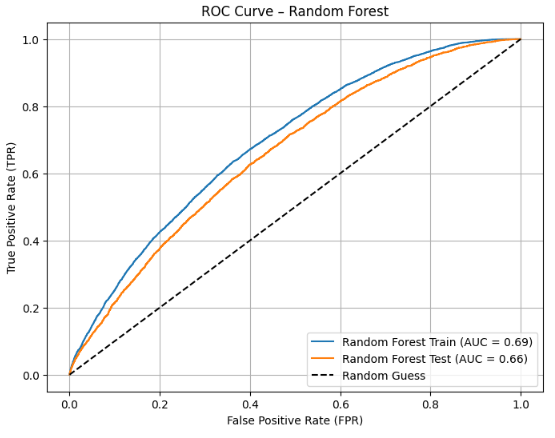 ROC Curve – Random Forest
True Positive Rate (TPR)
1.0
0.8
0.6
0.4
0.2
0.0
Random Forest Train (AUC = 0.69)
Random Forest Test (AUC = 0.66)
Random Guess
0.0 0.2 0.4 0.6 0.8 1.0
False Positive Rate (FPR)